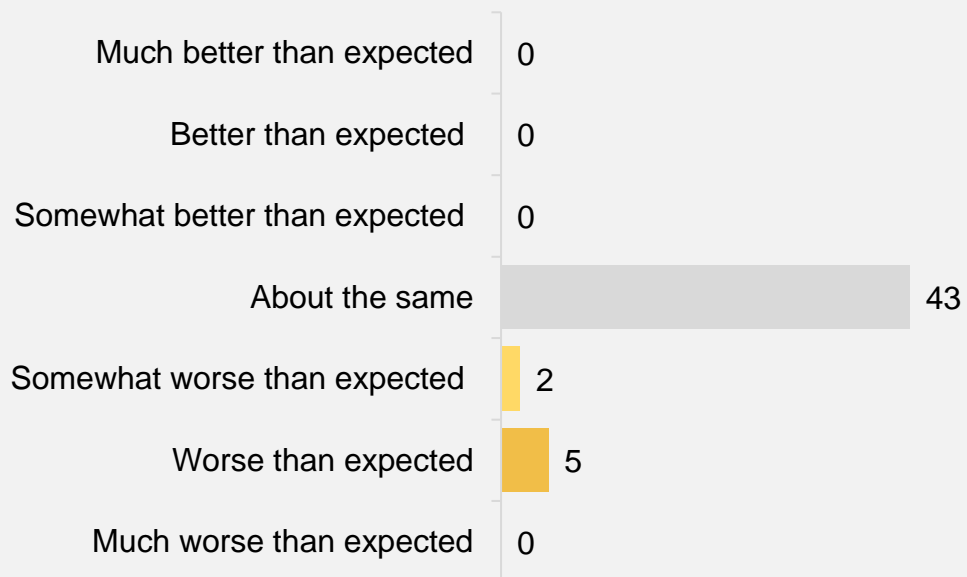 Much better than expected 0
Better than expected 0
Somewhat better than expected 0
About the same 43
Somewhat worse than expected 2
Worse than expected 5
Much worse than expected 0